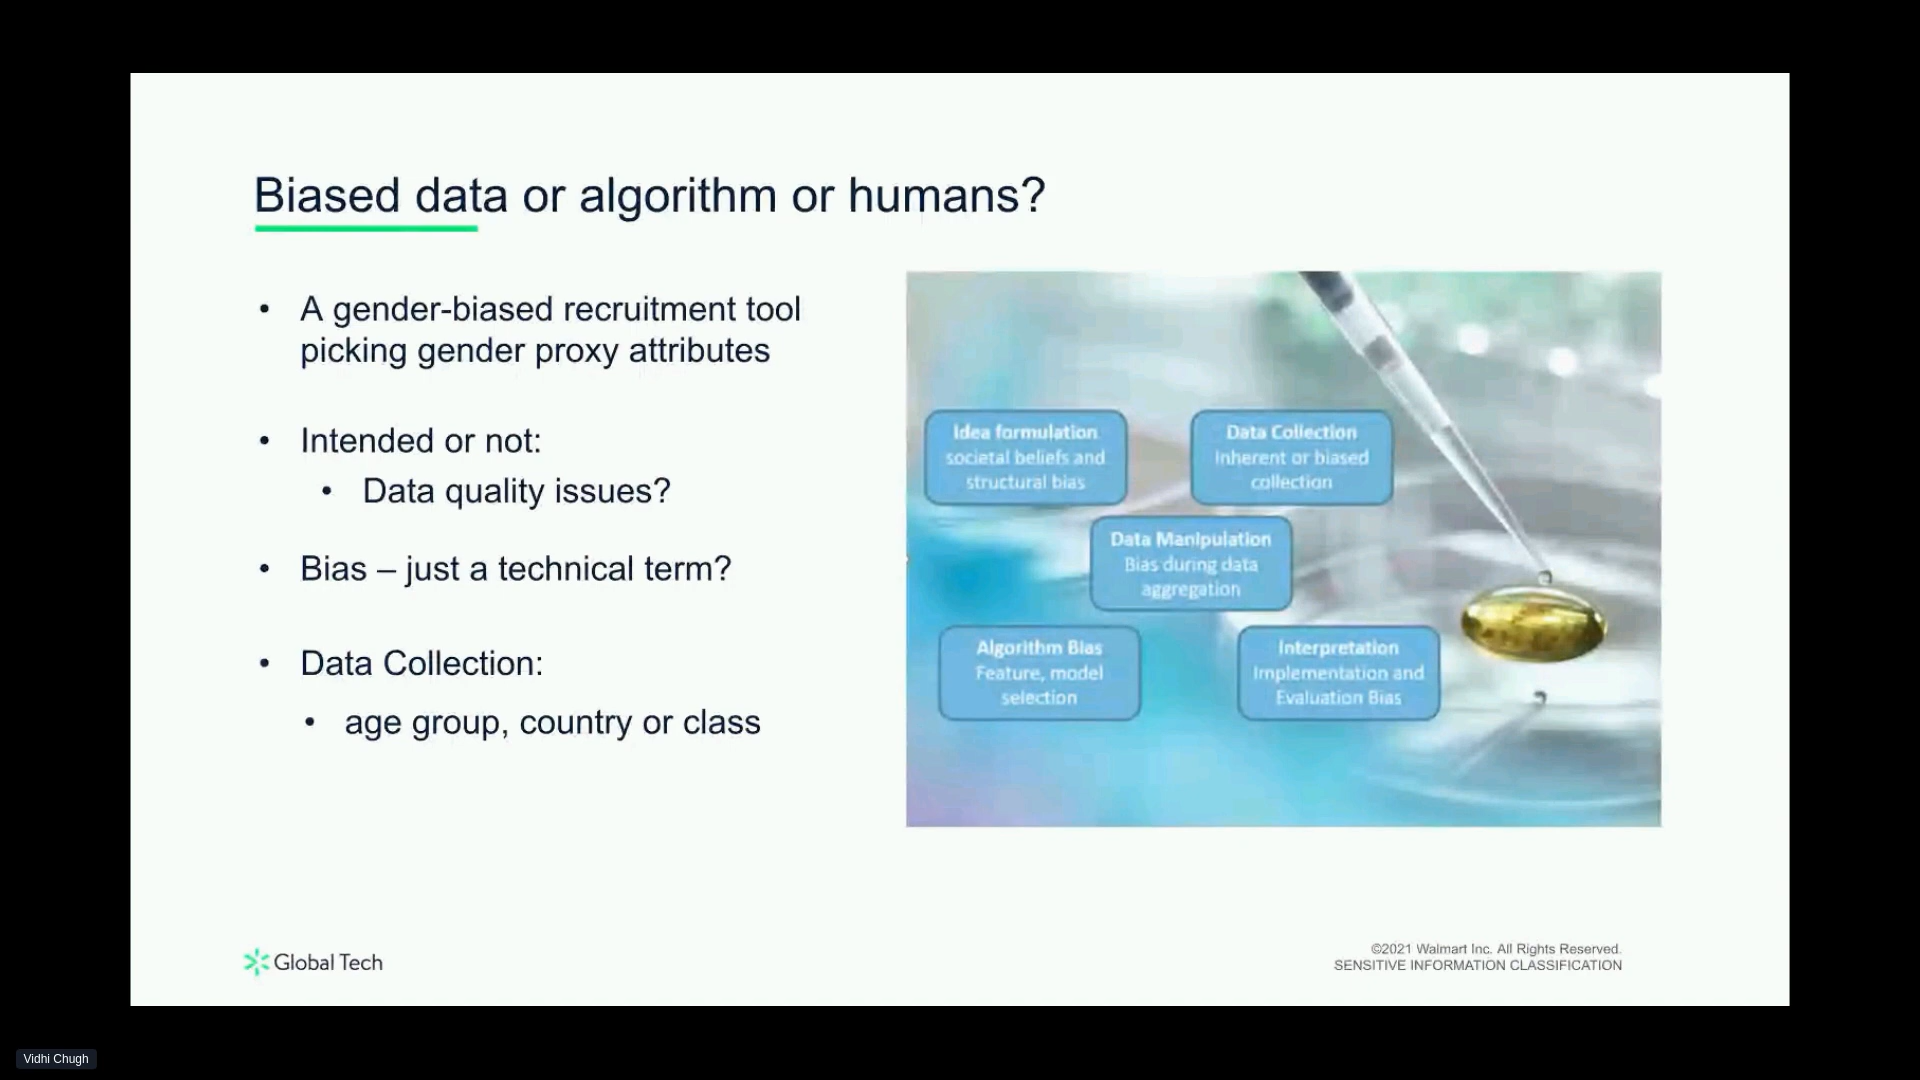 Biased data or algorithm or humans?
• A gender-biased recruitment tool
picking gender proxy attributes
• Intended or not:
• Data quality issues?
• Bias – just a technical term?
• Data Collection:
• age group, country or class
Idea formulation
societal beliefs and
structural bias
Data Collection
Inherent or biased
collection
Data Manipulation
Bias during data
aggregation
Algorithm Bias
Feature, model
selection
Interpretation
Implementation and
Evaluation Bias
Global Tech
©2021 Walmart Inc. All Rights Reserved.
SENSITIVE INFORMATION CLASSIFICATION
Vidhi Chugh